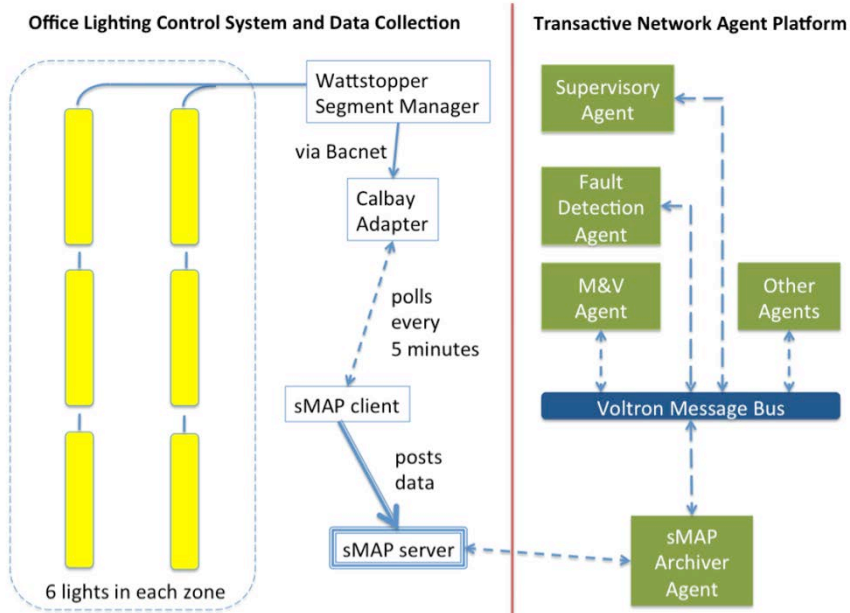 Office Lighting Control System and Data Collection
Wattstopper
Segment Manager
via Bacnet
Calbay
Adapter
polls
every
5 minutes
sMAP client
posts
data
sMAP server
6 lights in each zone
Transactive Network Agent Platform
Supervisory
Agent
Fault
Detection
Agent
M&V
Agent
Other
Agents
Voltron Message Bus
sMAP
Archiver
Agent